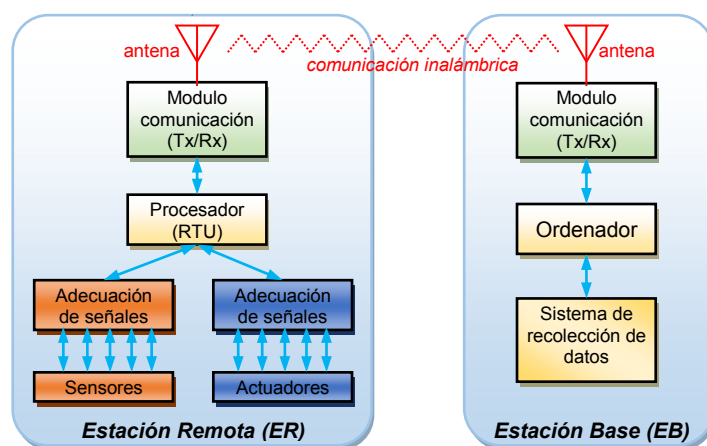 antena
comunicación inalámbrica
antena
Modulo
comunicación
(Tx/Rx)
Procesador
(RTU)
Adecuación
de señales
Adecuación
de señales
Sensores
Actuadores
Estación Remota (ER)
Modulo
comunicación
(Tx/Rx)
Ordenador
Sistema de
recolección de
datos
Estación Base (EB)